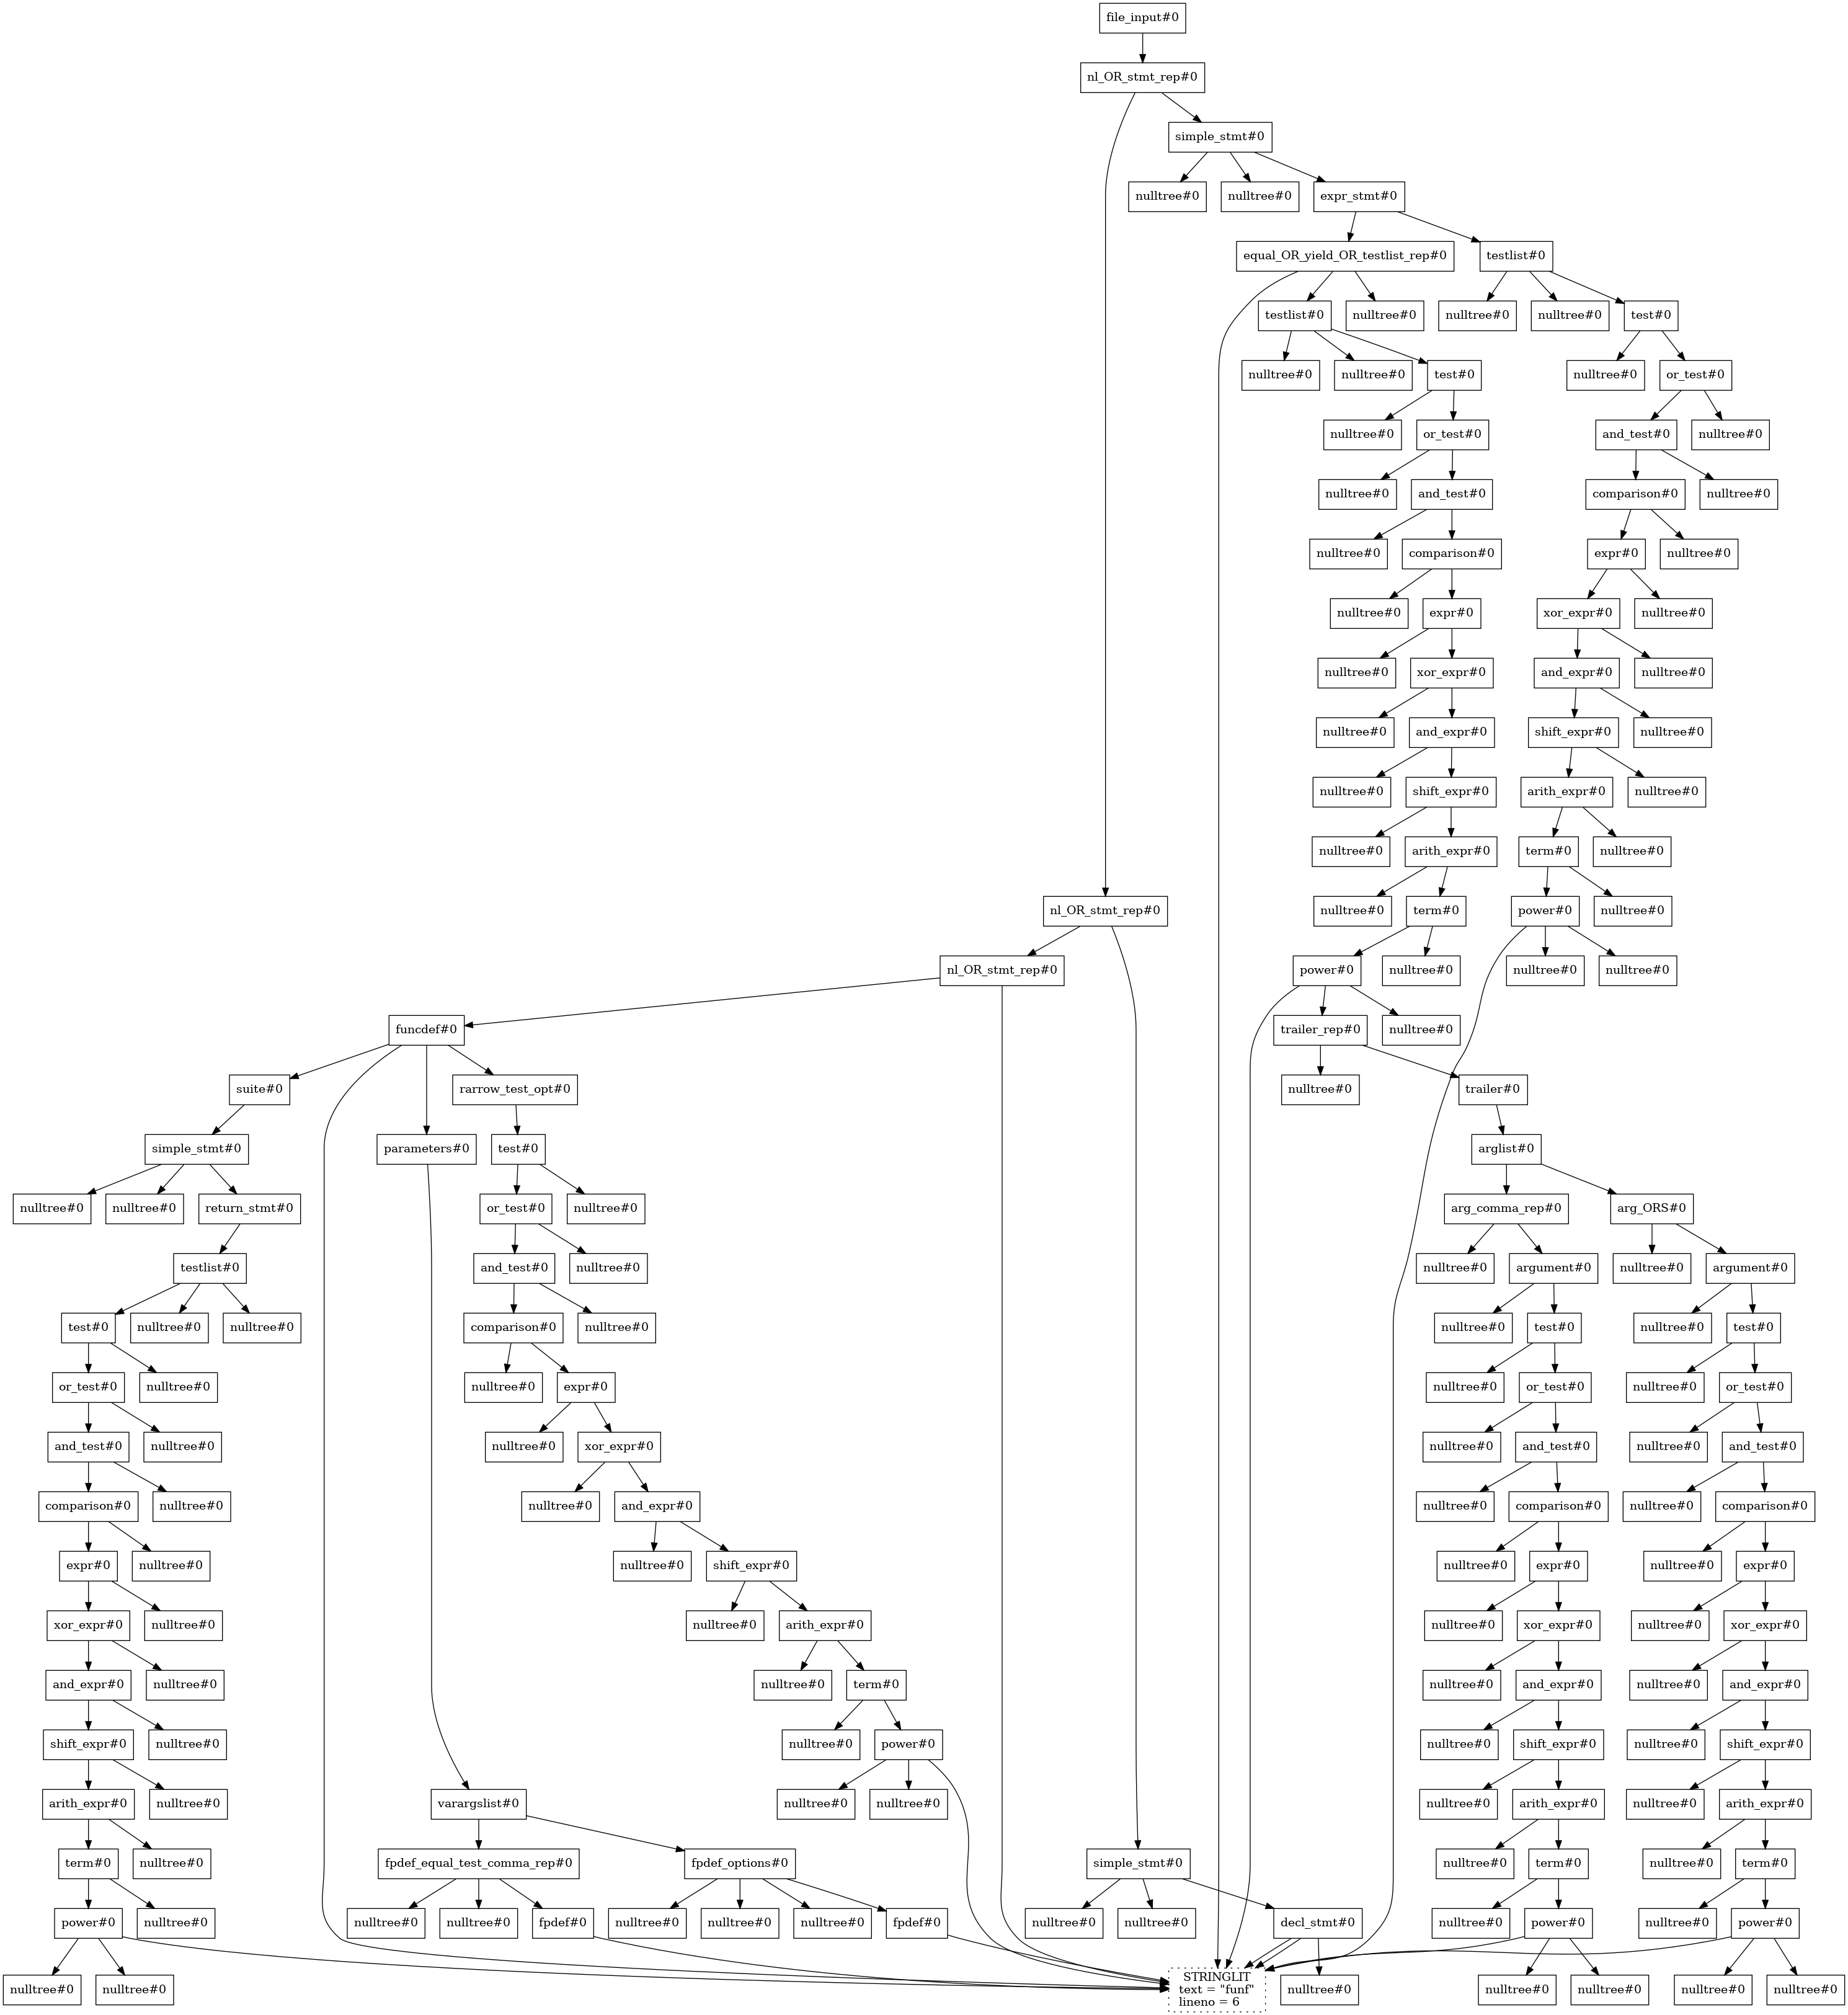 file_input#0
nl_OR_stmt_rep#0
simple_stmt#0
nulltree#0 nulltree#0 expr_stmt#0
equal_OR_yield_OR_testlist_rep#0 testlist#0
testlist#0 nulltree#0 nulltree#0 nulltree#0 test#0
nulltree#0 nulltree#0 test#0 nulltree#0 or_test#0
nulltree#0 or_test#0 and_test#0 nulltree#0
nulltree#0 and_test#0 comparison#0 nulltree#0
nulltree#0 comparison#0 expr#0 nulltree#0
nulltree#0 expr#0 xor_expr#0 nulltree#0
nulltree#0 xor_expr#0 and_expr#0 nulltree#0
nulltree#0 and_expr#0 shift_expr#0 nulltree#0
nulltree#0 shift_expr#0 arith_expr#0 nulltree#0
nulltree#0 arith_expr#0 term#0 nulltree#0
nl_OR_stmt_rep#0 nulltree#0 term#0 power#0 nulltree#0
nl_OR_stmt_rep#0 power#0 nulltree#0 nulltree#0 nulltree#0
funcdef#0 trailer_rep#0 nulltree#0
suite#0 rarrow_test_opt#0 nulltree#0 trailer#0
simple_stmt#0 parameters#0 test#0 arglist#0
nulltree#0 nulltree#0 return_stmt#0 or_test#0 nulltree#0 arg_comma_rep#0 arg_ORS#0
testlist#0 and_test#0 nulltree#0 nulltree#0 argument#0 nulltree#0 argument#0
test#0 nulltree#0 nulltree#0 comparison#0 nulltree#0 nulltree#0 test#0 nulltree#0 test#0
or_test#0 nulltree#0 nulltree#0 expr#0 nulltree#0 or_test#0 nulltree#0 or_test#0
and_test#0 nulltree#0 nulltree#0 xor_expr#0 nulltree#0 and_test#0 nulltree#0 and_test#0
comparison#0 nulltree#0 nulltree#0 and_expr#0 nulltree#0 comparison#0 nulltree#0 comparison#0
expr#0 nulltree#0 nulltree#0 shift_expr#0 nulltree#0 expr#0 nulltree#0 expr#0
xor_expr#0 nulltree#0 nulltree#0 arith_expr#0 nulltree#0 xor_expr#0 nulltree#0 xor_expr#0
and_expr#0 nulltree#0 nulltree#0 term#0 nulltree#0 and_expr#0 nulltree#0 and_expr#0
shift_expr#0 nulltree#0 nulltree#0 power#0 nulltree#0 shift_expr#0 nulltree#0 shift_expr#0
arith_expr#0 nulltree#0 varargslist#0 nulltree#0 nulltree#0 nulltree#0 arith_expr#0 nulltree#0 arith_expr#0
term#0 nulltree#0 fpdef_equal_test_comma_rep#0 fpdef_options#0 simple_stmt#0 nulltree#0 term#0 nulltree#0 term#0
power#0 nulltree#0 nulltree#0 nulltree#0 fpdef#0 nulltree#0 nulltree#0 nulltree#0 fpdef#0 nulltree#0 nulltree#0 decl_stmt#0 nulltree#0 power#0 nulltree#0 power#0
STRINGLIT
nulltree#0 nulltree#0 text = "funf" nulltree#0 nulltree#0 nulltree#0 nulltree#0 nulltree#0
lineno = 6